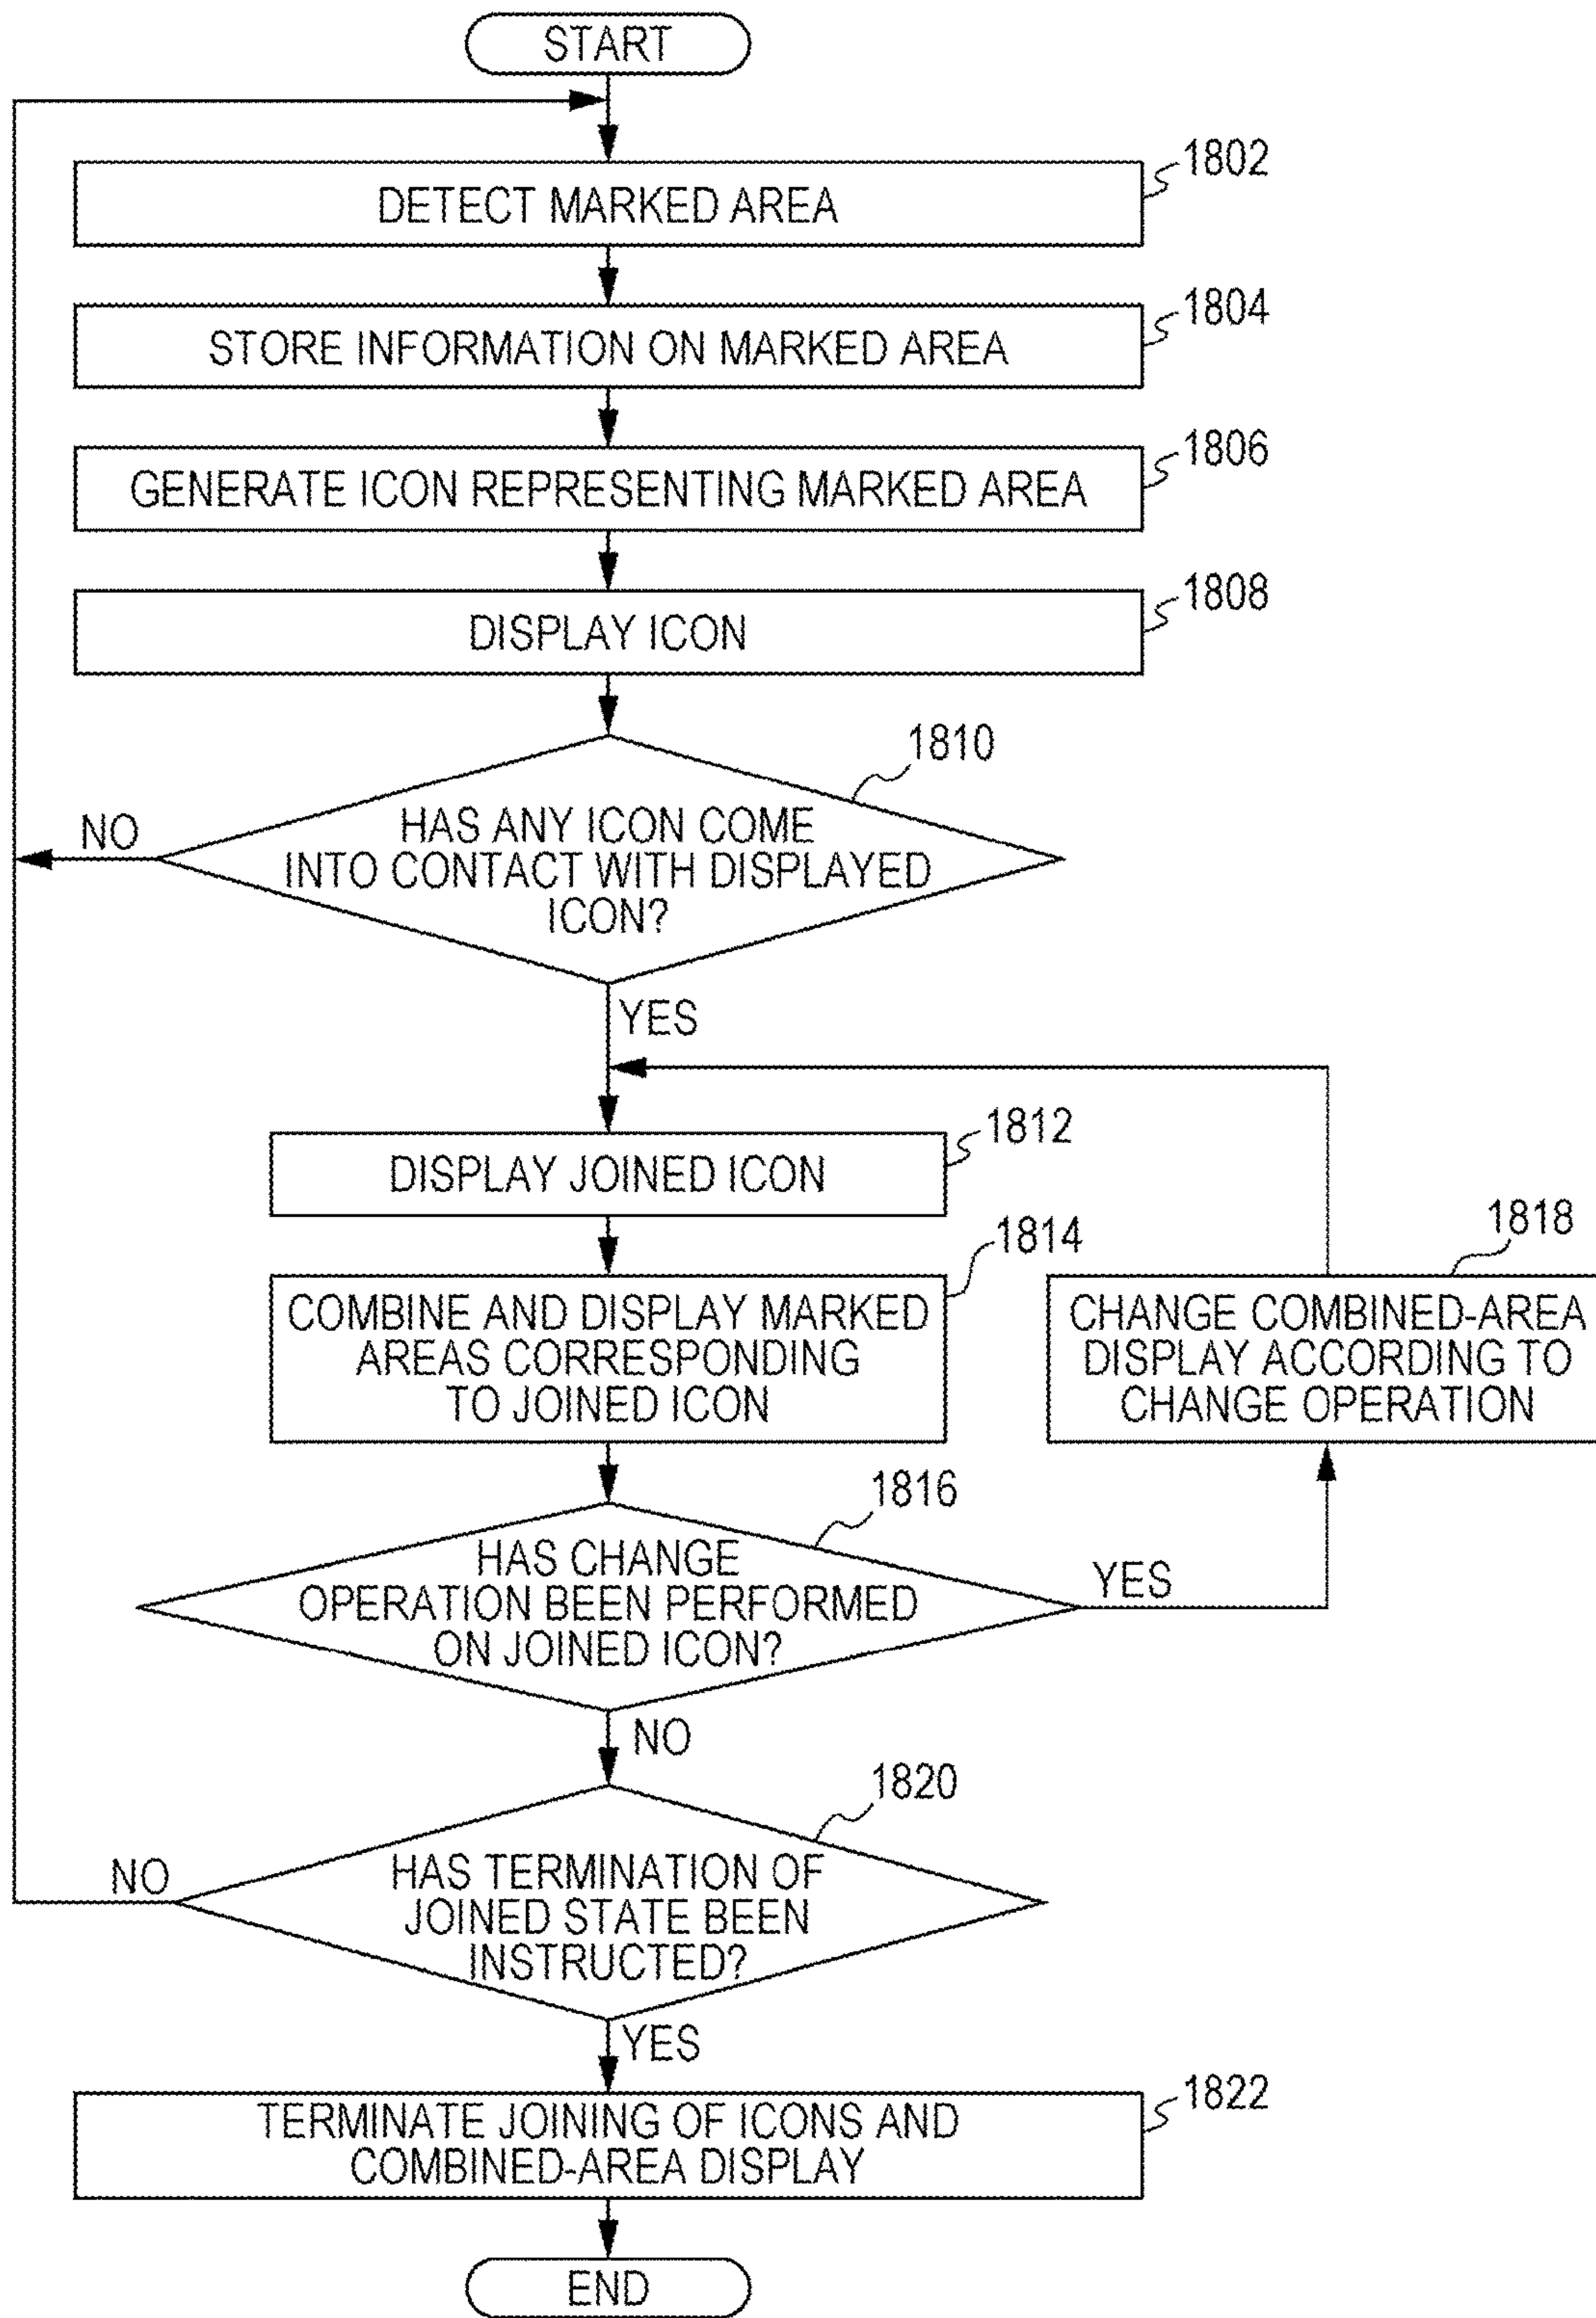 START
1802
DETECT MARKED AREA
1804
STORE INFORMATION ON MARKED AREA
1806
GENERATE ICON REPRESENTING MARKED AREA
1808
DISPLAY ICON
1810
HAS ANY ICON COME
INTO CONTACT WITH DISPLAYED
ICON?
NO
YES
1812
DISPLAY JOINED ICON
1814
COMBINE AND DISPLAY MARKED
AREAS CORRESPONDING
TO JOINED ICON
1818
CHANGE COMBINED-AREA
DISPLAY ACCORDING TO
CHANGE OPERATION
1816
HAS CHANGE
OPERATION BEEN PERFORMED
ON JOINED ICON?
YES
NO
1820
HAS TERMINATION OF
JOINED STATE BEEN
INSTRUCTED?
NO
YES
1822
TERMINATE JOINING OF ICONS AND
COMBINED-AREA DISPLAY
END